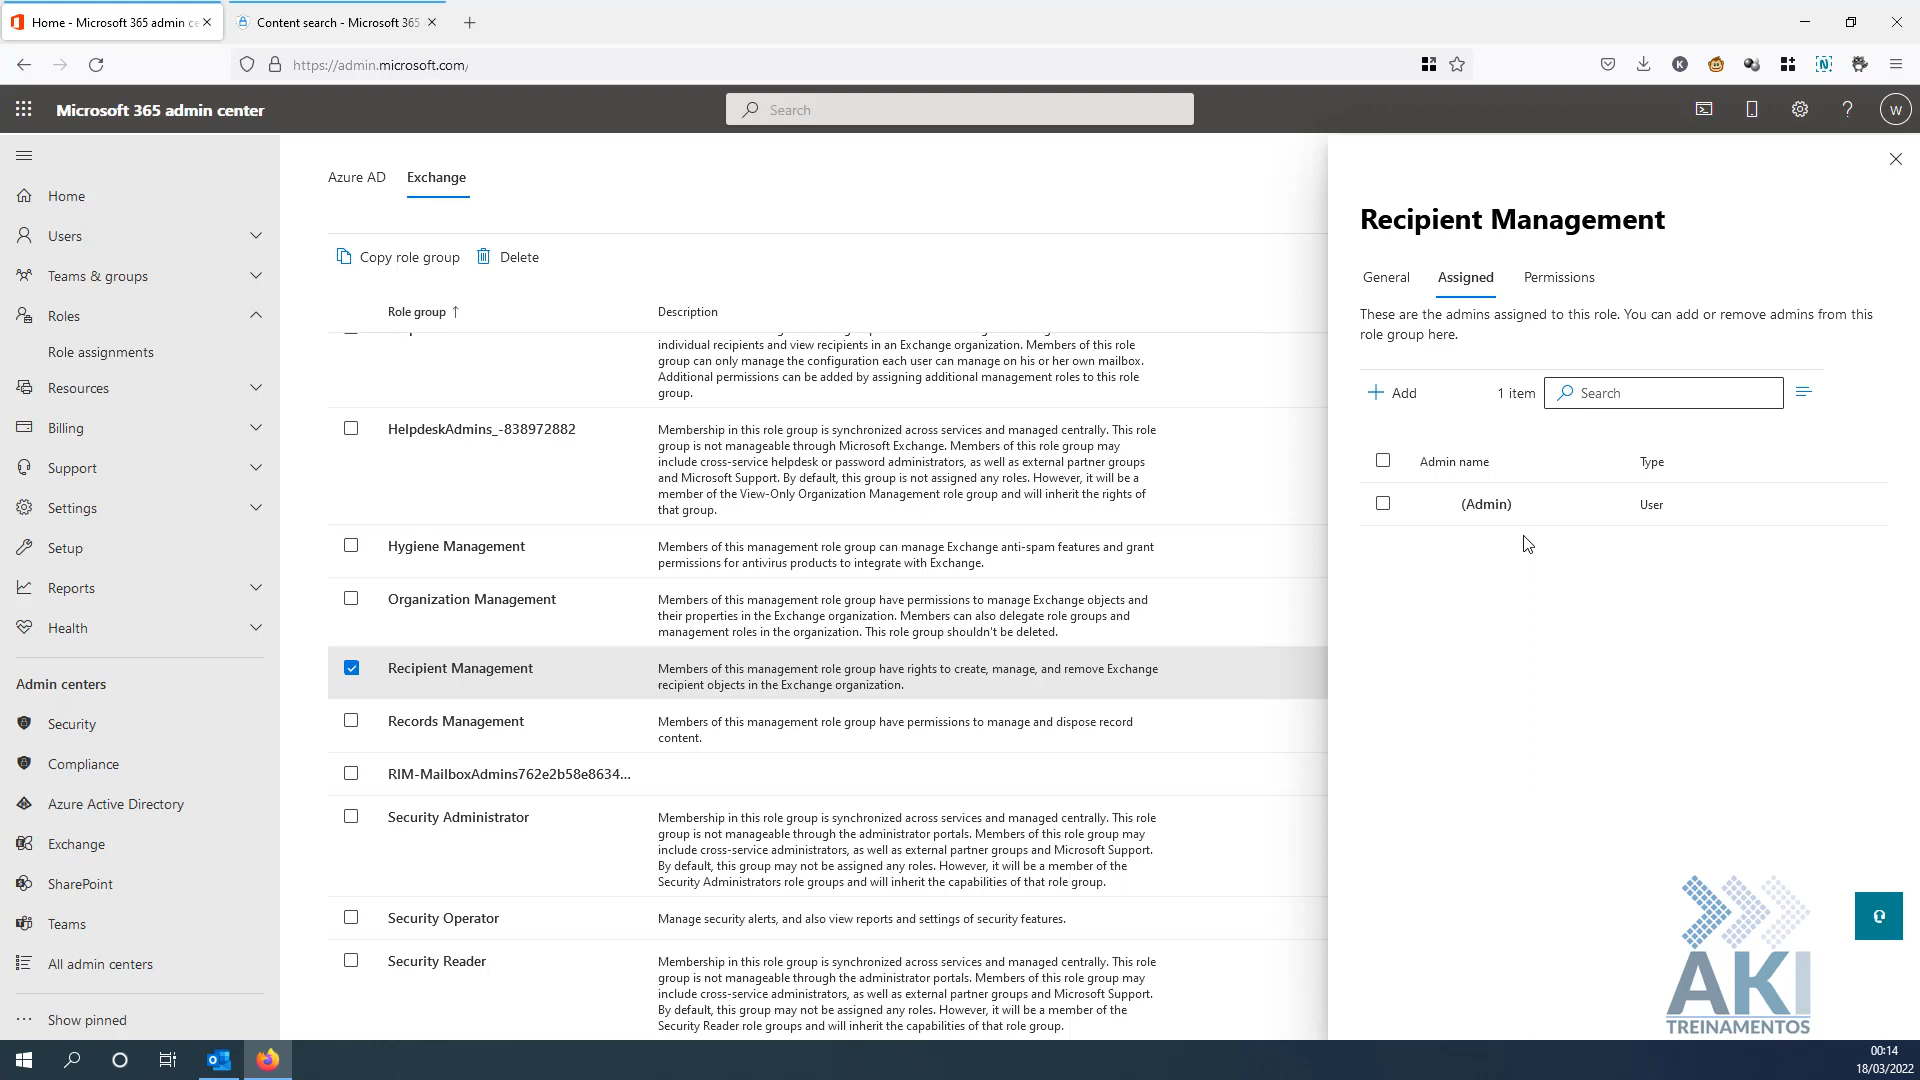 Home - Microsoft 365 admin ce
Content search - Microsoft 365
https://admin.microsoft.com/
Microsoft 365 admin center
Search
W
Home
Users
Teams & groups
Roles
Role assignments
Resources
Billing
Support
Settings
Setup
Reports
Health
Admin centers
Security
Compliance
Azure Active Directory
Exchange
SharePoint
Teams
All admin centers
Show pinned
Azure AD
Exchange
Copy role group
Delete
Role group ↑
Description
individual recipients and view recipients in an Exchange organization. Members of this role
group can only manage the configuration each user can manage on his or her own mailbox.
Additional permissions can be added by assigning additional management roles to this role
group.
HelpdeskAdmins_-838972882
Membership in this role group is synchronized across services and managed centrally. This role
group is not manageable through Microsoft Exchange. Members of this role group may
include cross-service helpdesk or password administrators, as well as external partner groups
and Microsoft Support. By default, this group is not assigned any roles. However, it will be a
member of the View-Only Organization Management role group and will inherit the rights of
that group.
Hygiene Management
Members of this management role group can manage Exchange anti-spam features and grant
permissions for antivirus products to integrate with Exchange.
Organization Management
Members of this management role group have permissions to manage Exchange objects and
their properties in the Exchange organization. Members can also delegate role groups and
management roles in the organization. This role group shouldn't be deleted.
Recipient Management
Members of this management role group have rights to create, manage, and remove Exchange
recipient objects in the Exchange organization.
Records Management
Members of this management role group have permissions to manage and dispose record
content.
RIM-MailboxAdmins762e2b58e8634...
Security Administrator
Membership in this role group is synchronized across services and managed centrally. This role
group is not manageable through the administrator portals. Members of this role group may
include cross-service administrators, as well as external partner groups and Microsoft Support.
By default, this group may not be assigned any roles. However, it will be a member of the
Security Administrators role groups and will inherit the capabilities of that role group.
Security Operator
Manage security alerts, and also view reports and settings of security features.
Security Reader
Membership in this role group is synchronized across services and managed centrally. This role
group is not manageable through the administrator portals. Members of this role group may
include cross-service administrators, as well as external partner groups and Microsoft Support.
By default, this group may not be assigned any roles. However, it will be a member of the
Security Reader role groups and will inherit the capabilities of that role group.
Recipient Management
General
Assigned
Permissions
These are the admins assigned to this role. You can add or remove admins from this
role group here.
Add
1 item
Search
Admin name
Type
(Admin)
User
AKI
TREINAMENTOS
00:14
18/03/2022